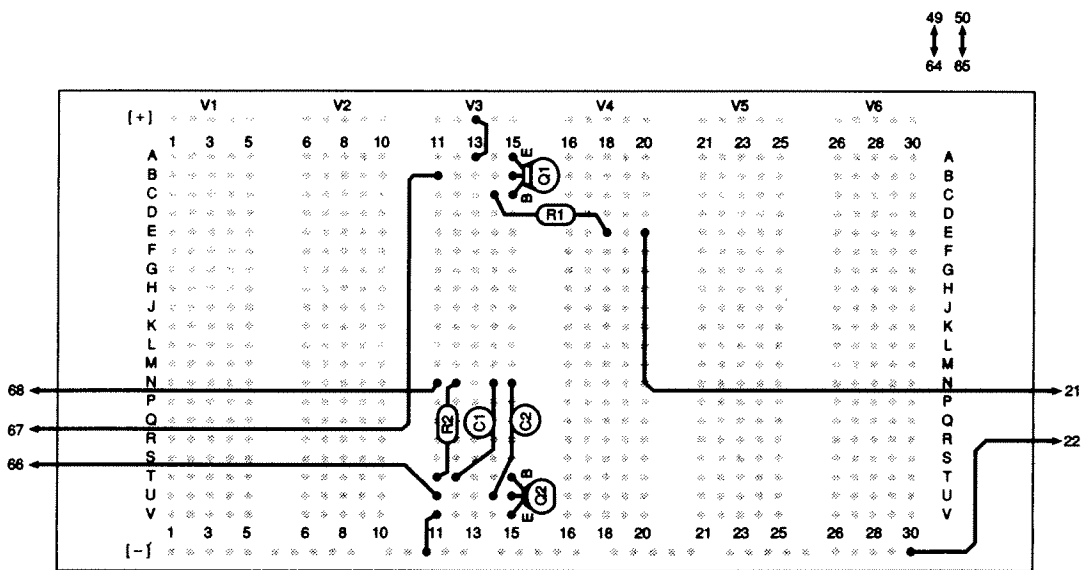 49 50
64 65
V1 V2 V3 V4 V5 V6
[+]
1 3 5 6 8 10 11 13 15 16 18 20 21 23 25 26 28 30
A E A
B Q1 B
C B C
D R1 D
E E
F F
G G
H H
J J
K K
L L
M M
68 N N 21
P P
67 Q R2 C1 C2 Q
R R 22
66 S S
T B T
U Q2 U
V E V
1 3 5 6 8 10 11 13 15 16 18 20 21 23 25 26 28 30
[-]